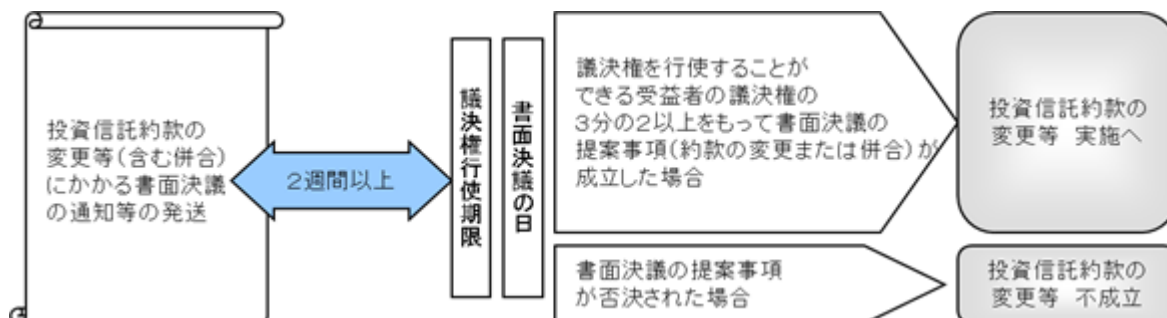 投資信託約款の
変更等(含む併合)
にかかる書面決議
の通知等の発送
2週間以上
議決権行使期限
書面決議の日
議決権を行使することが
できる受益者の議決権の
3分の2以上をもって書面決議の
提案事項(約款の変更または併合)が
成立した場合
投資信託約款の
変更等 実施へ
書面決議の提案事項
が否決された場合
投資信託約款の
変更等 不成立